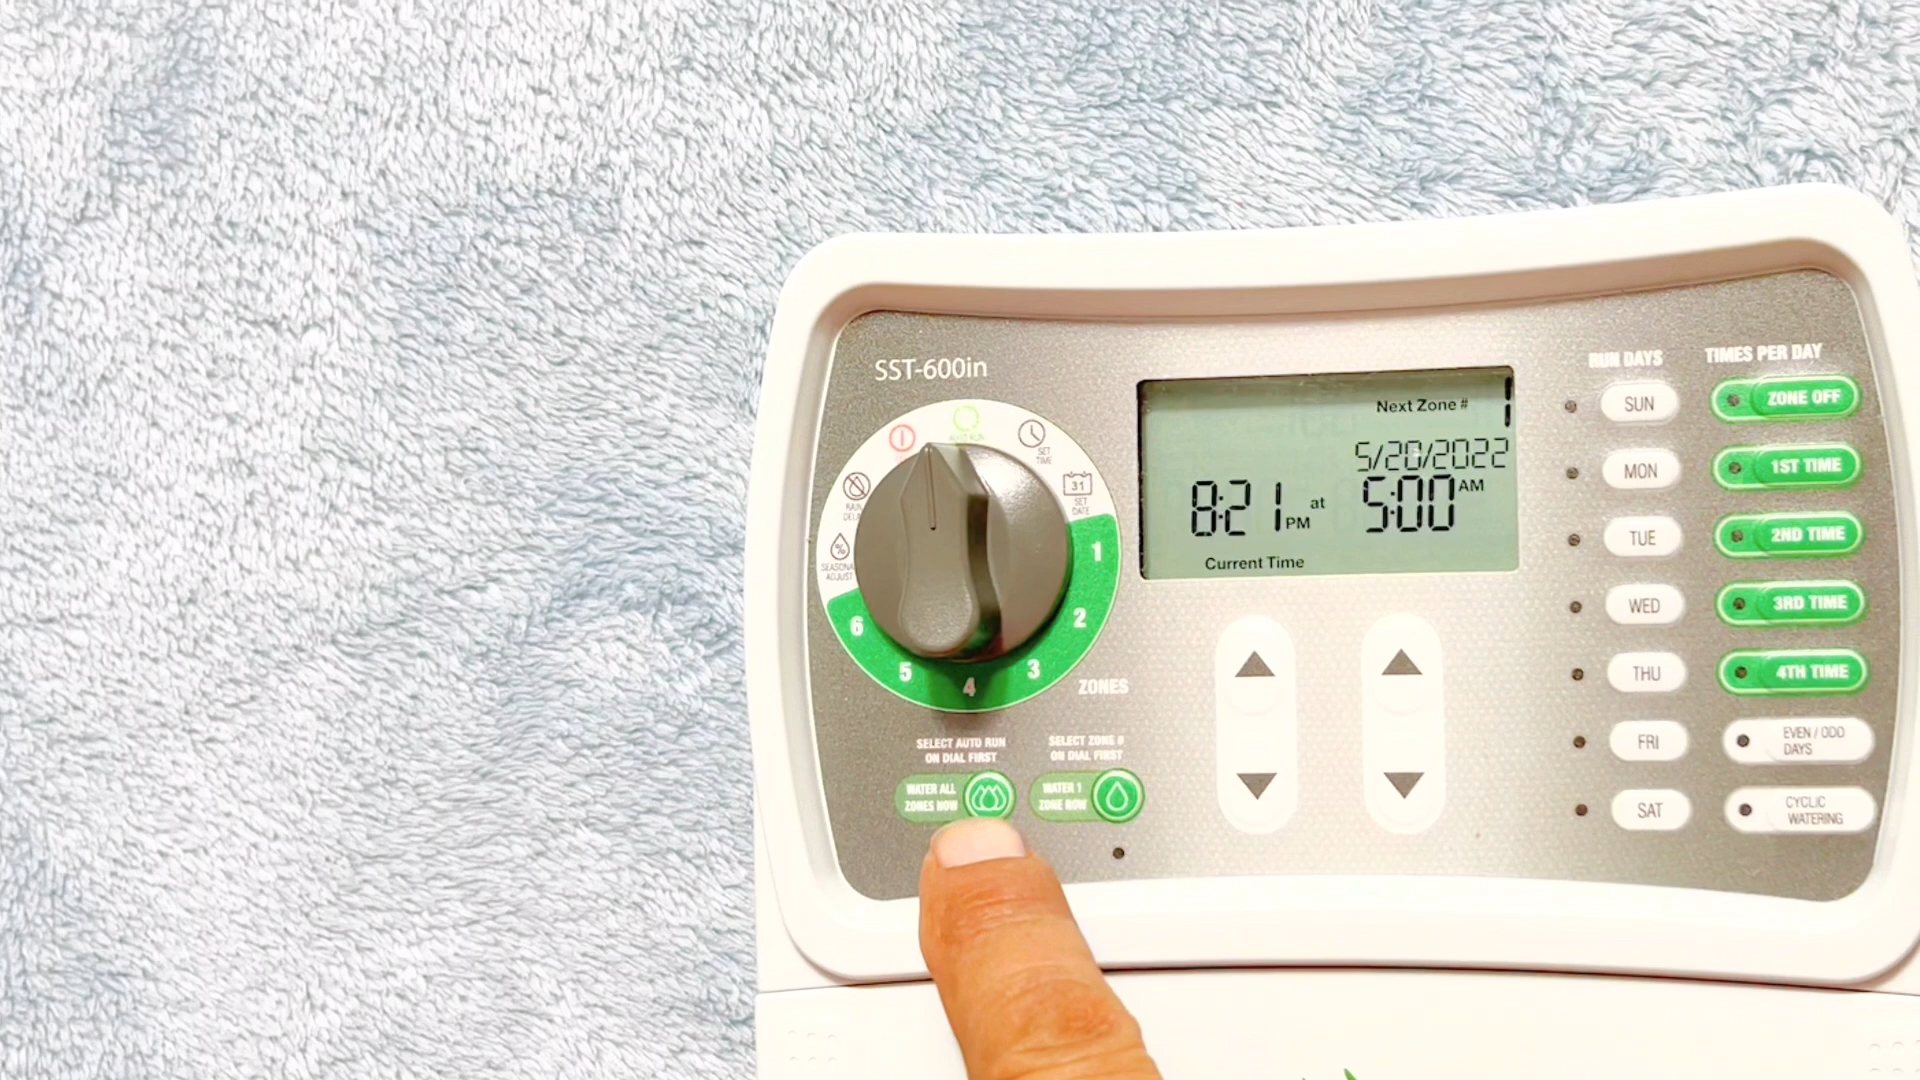 SST-600in
AUTO RUN
SET
TIME
31
SET
DATE
RAIN
SEASONAL
ADJUST
1
2
3
4
5
6
ZONES
SELECT AUTO RUN
ON DIAL FIRST
WATER ALL
ZONES NOW
SELECT ZONE #
ON DIAL FIRST
WATER 1
ZONE NOW
Next Zone # 1
5/20/2022
8:21 PM at 5:00 AM
Current Time
RUN DAYS
SUN
MON
TUE
WED
THU
FRI
SAT
TIMES PER DAY
ZONE OFF
1ST TIME
2ND TIME
3RD TIME
4TH TIME
EVEN / ODD
DAYS
CYCLIC
WATERING